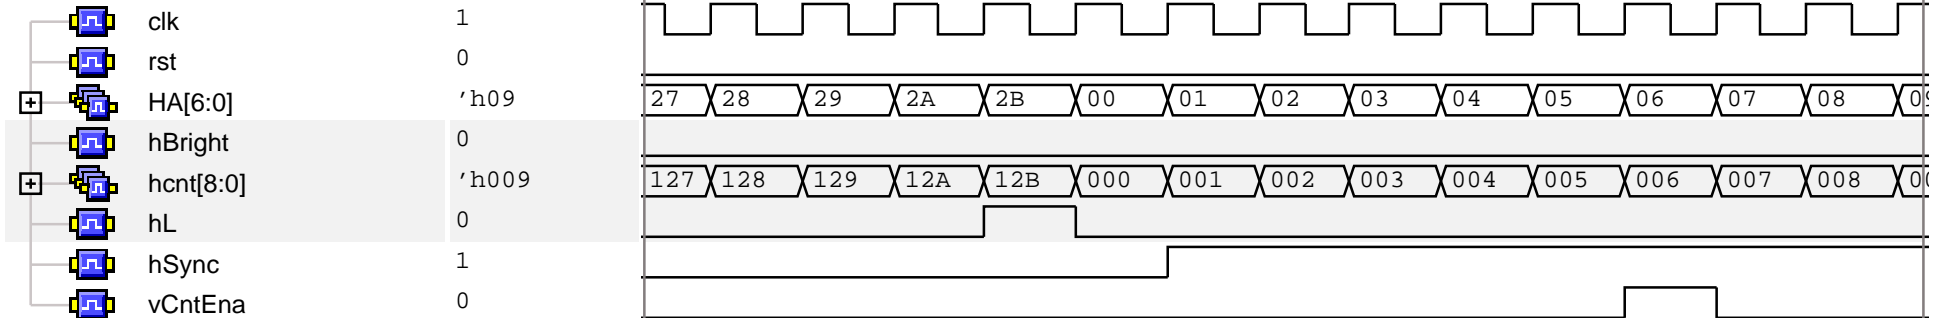 clk 1
rst 0
HA[6:0] 'h09 27 28 29 2A 2B 00 01 02 03 04 05 06 07 08
hBright 0
hcnt[8:0] 'h009 127 128 129 12A 12B 000 001 002 003 004 005 006 007 008
hL 0
hSync 1
vCntEna 0